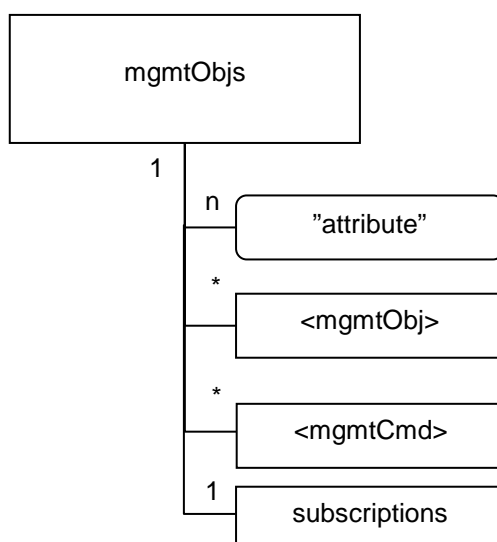 mgmtObjs
1
n
”attribute”
*
<mgmtObj>
*
<mgmtCmd>
1
subscriptions